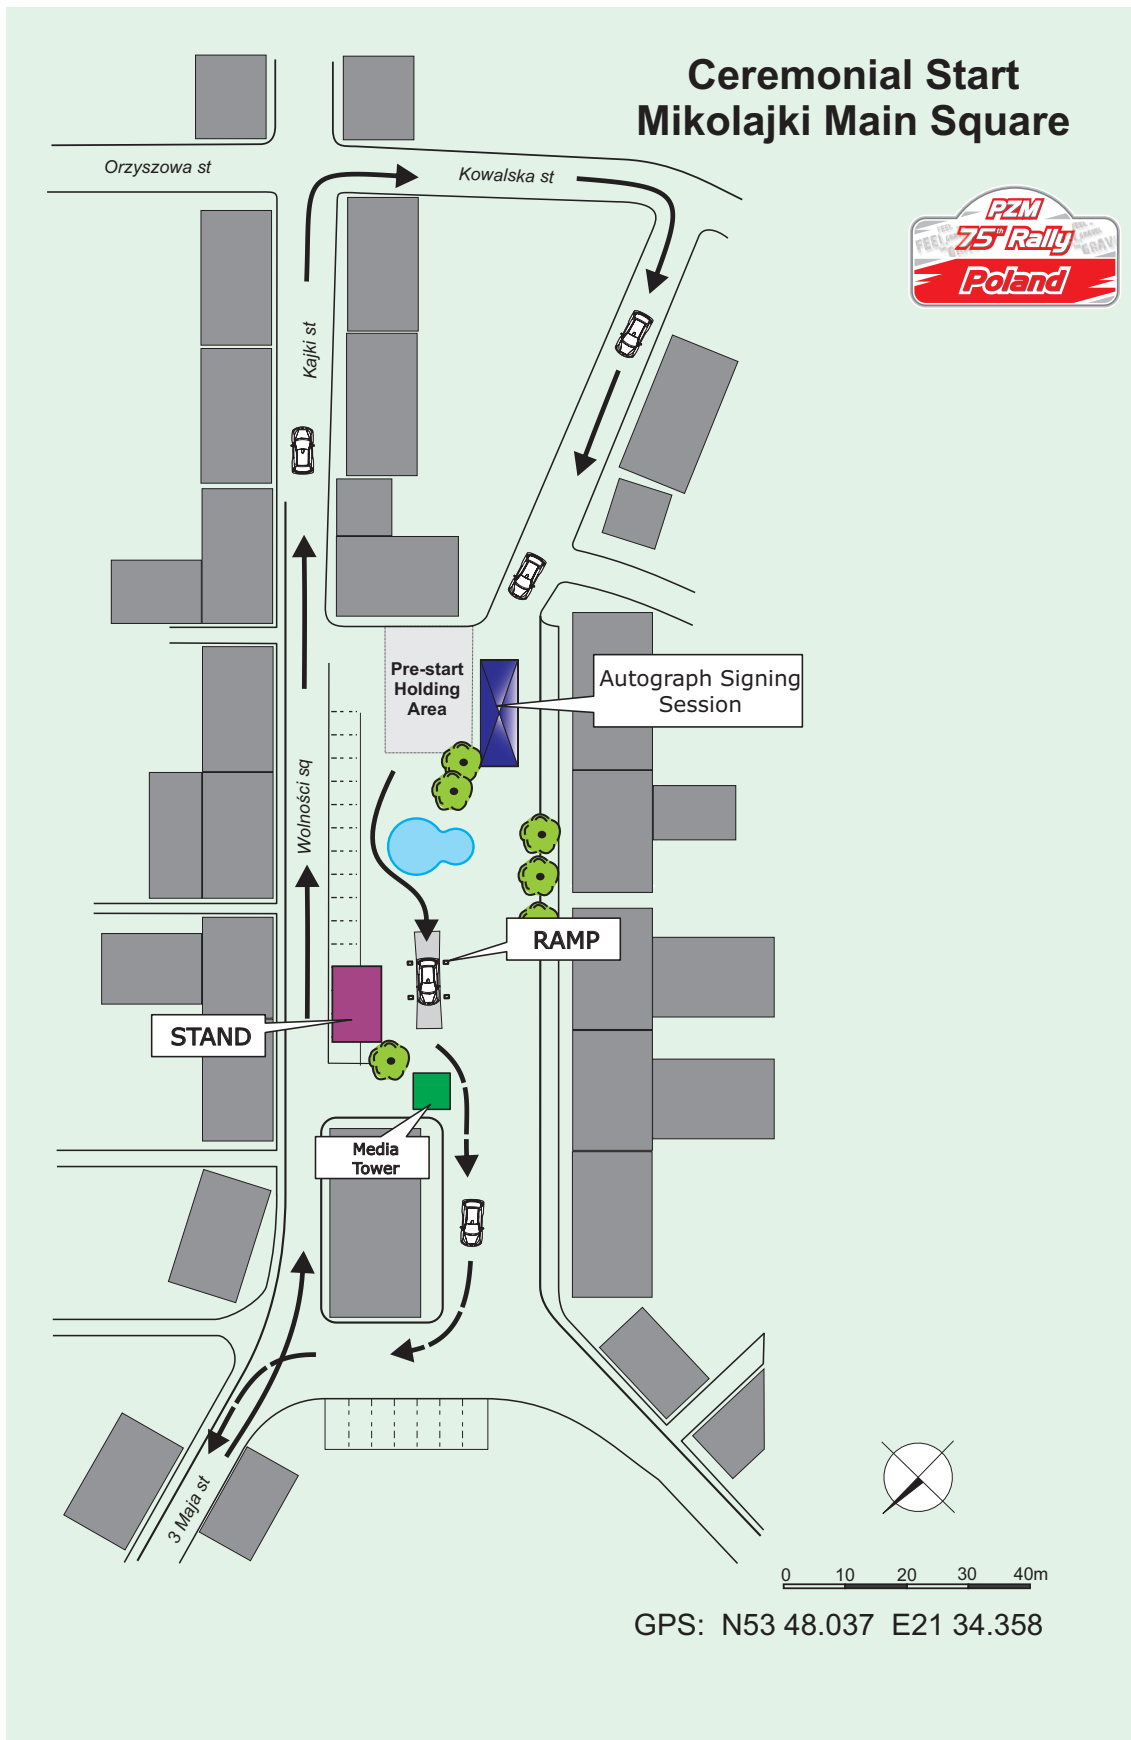 Ceremonial Start
Mikolajki Main Square
Orzyszowa st
Kowalska st
PZM
75th Rally
Poland
FEEL
GRAV
Kajki st
Pre-start
Holding
Area
Autograph Signing
Session
Wolności sq
RAMP
STAND
Media
Tower
3 Maja st
0 10 20 30 40m
GPS: N53 48.037 E21 34.358